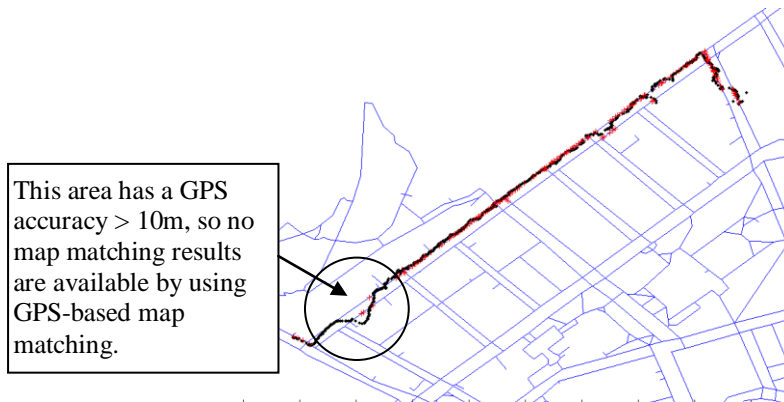 This area has a GPS
accuracy > 10m, so no
map matching results
are available by using
GPS-based map
matching.